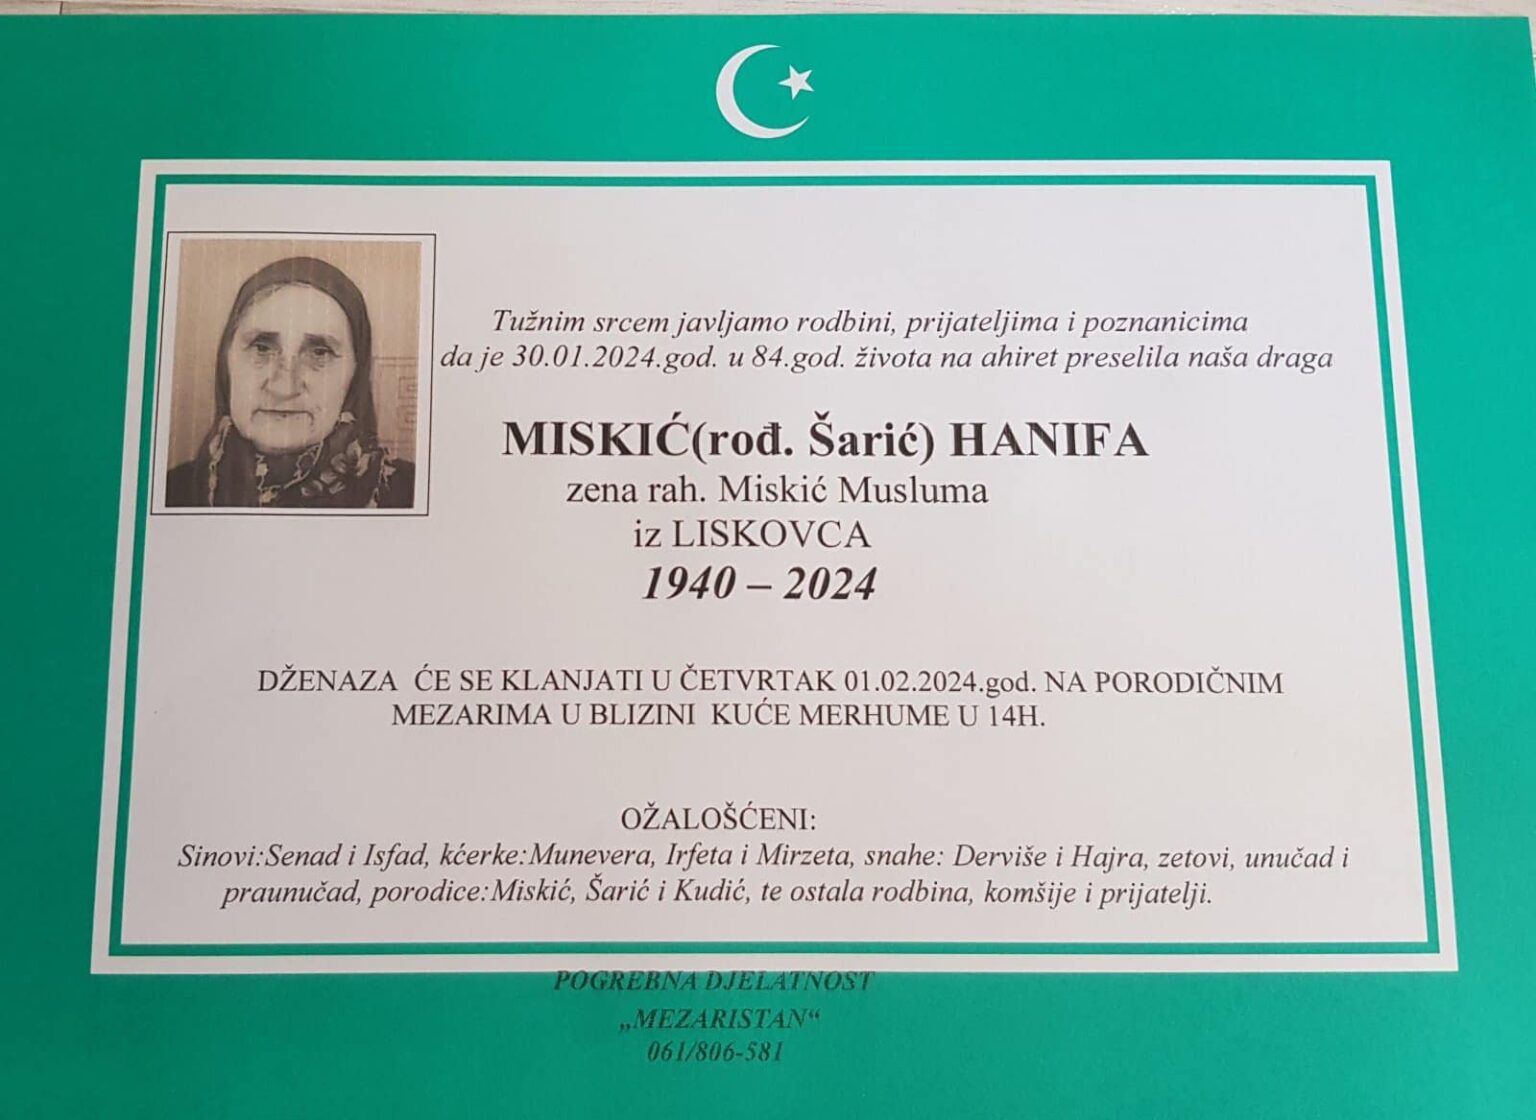 Tužnim srcem javljamo rodbini, prijateljima i poznanicima
da je 30.01.2024.god. u 84.god. života na ahiret preselila naša draga
MISKIĆ(rođ. Šarić) HANIFA
zena rah. Miskić Musluma
iz LISKOVCA
1940 – 2024
DŽENAZA ĆE SE KLANJATI U ČETVRTAK 01.02.2024.god. NA PORODIČNIM
MEZARIMA U BLIZINI KUĆE MERHUME U 14H.
OŽALOŠĆENI:
Sinovi:Senad i Isfad, kćerke:Munevera, Irfeta i Mirzeta, snahe: Derviše i Hajra, zetovi, unučad i
praunučad, porodice:Miskić, Šarić i Kudić, te ostala rodbina, komšije i prijatelji.
POGREBNA DJELATNOST
„MEZARISTAN“
061/806-581